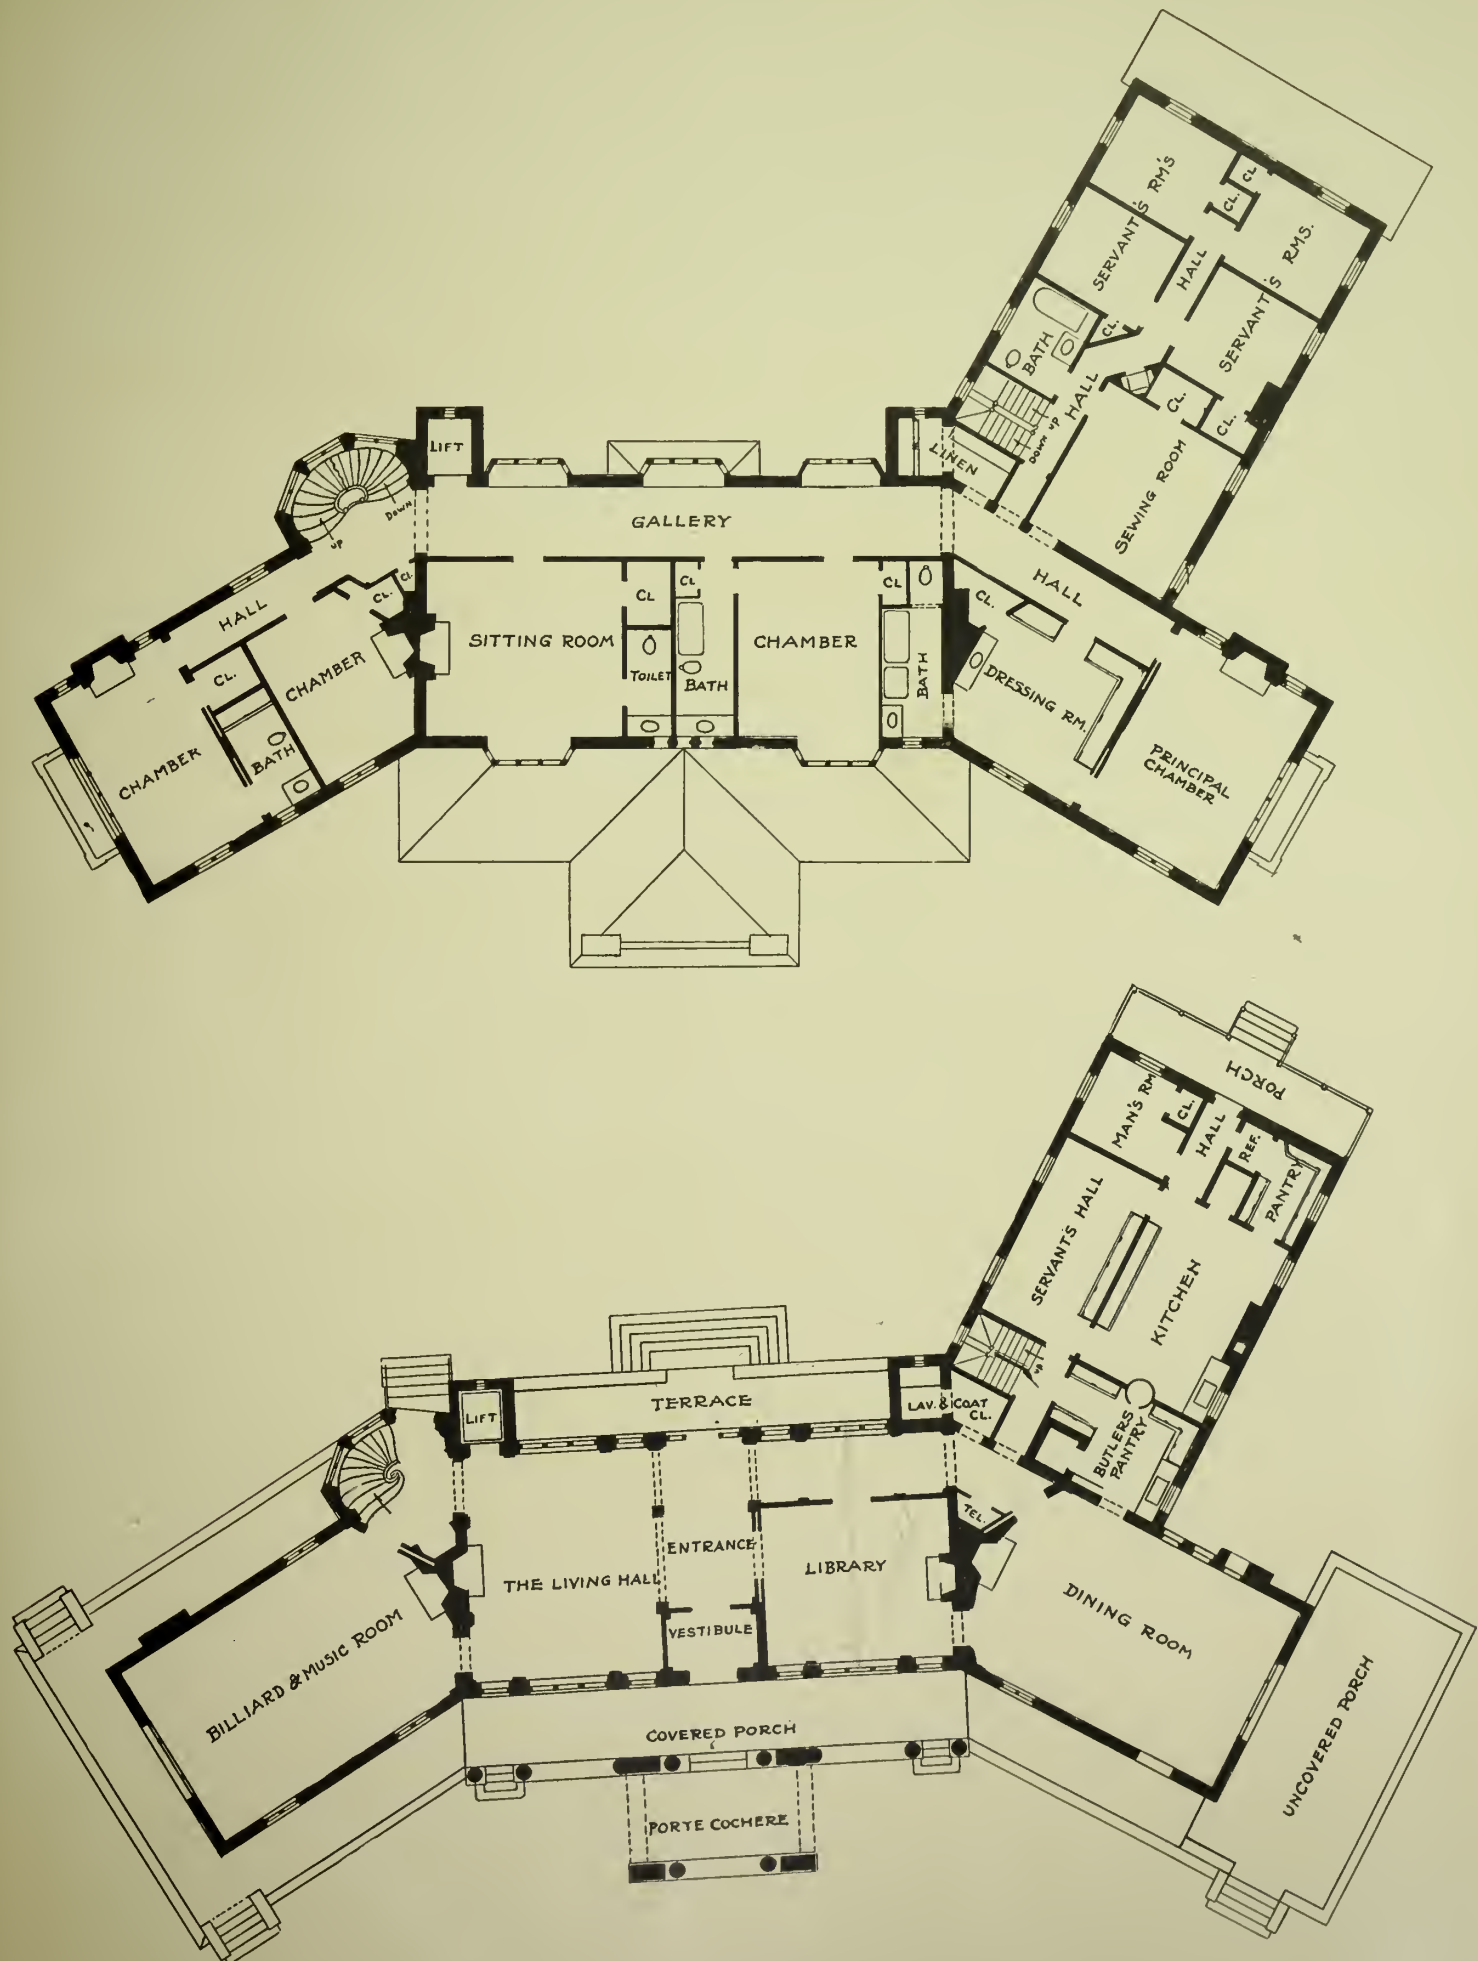 CL
SERVANT'S RM'S
CL.
SERVANT'S RMS.
HALL
CL.
BATH
HALL
CL.
CL.
UP
DOWN
LINEN
SEWING ROOM
LIFT
DOWN
UP
GALLERY
HALL
CL.
CL.
CL
CL
CL
HALL
CL.
SITTING ROOM
CHAMBER
CHAMBER
CL.
TOILET
BATH
BATH
DRESSING RM.
CHAMBER
BATH
PRINCIPAL
CHAMBER
PORCH
MAN'S RM
CL.
HALL
REF.
PANTRY
SERVANT'S HALL
KITCHEN
UP
LIFT
TERRACE
LAV. & COAT
CL.
BUTLERS
PANTRY
TEL.
ENTRANCE
THE LIVING HALL
LIBRARY
DINING ROOM
VESTIBULE
BILLIARD & MUSIC ROOM
COVERED PORCH
UNCOVERED PORCH
PORTE COCHERE